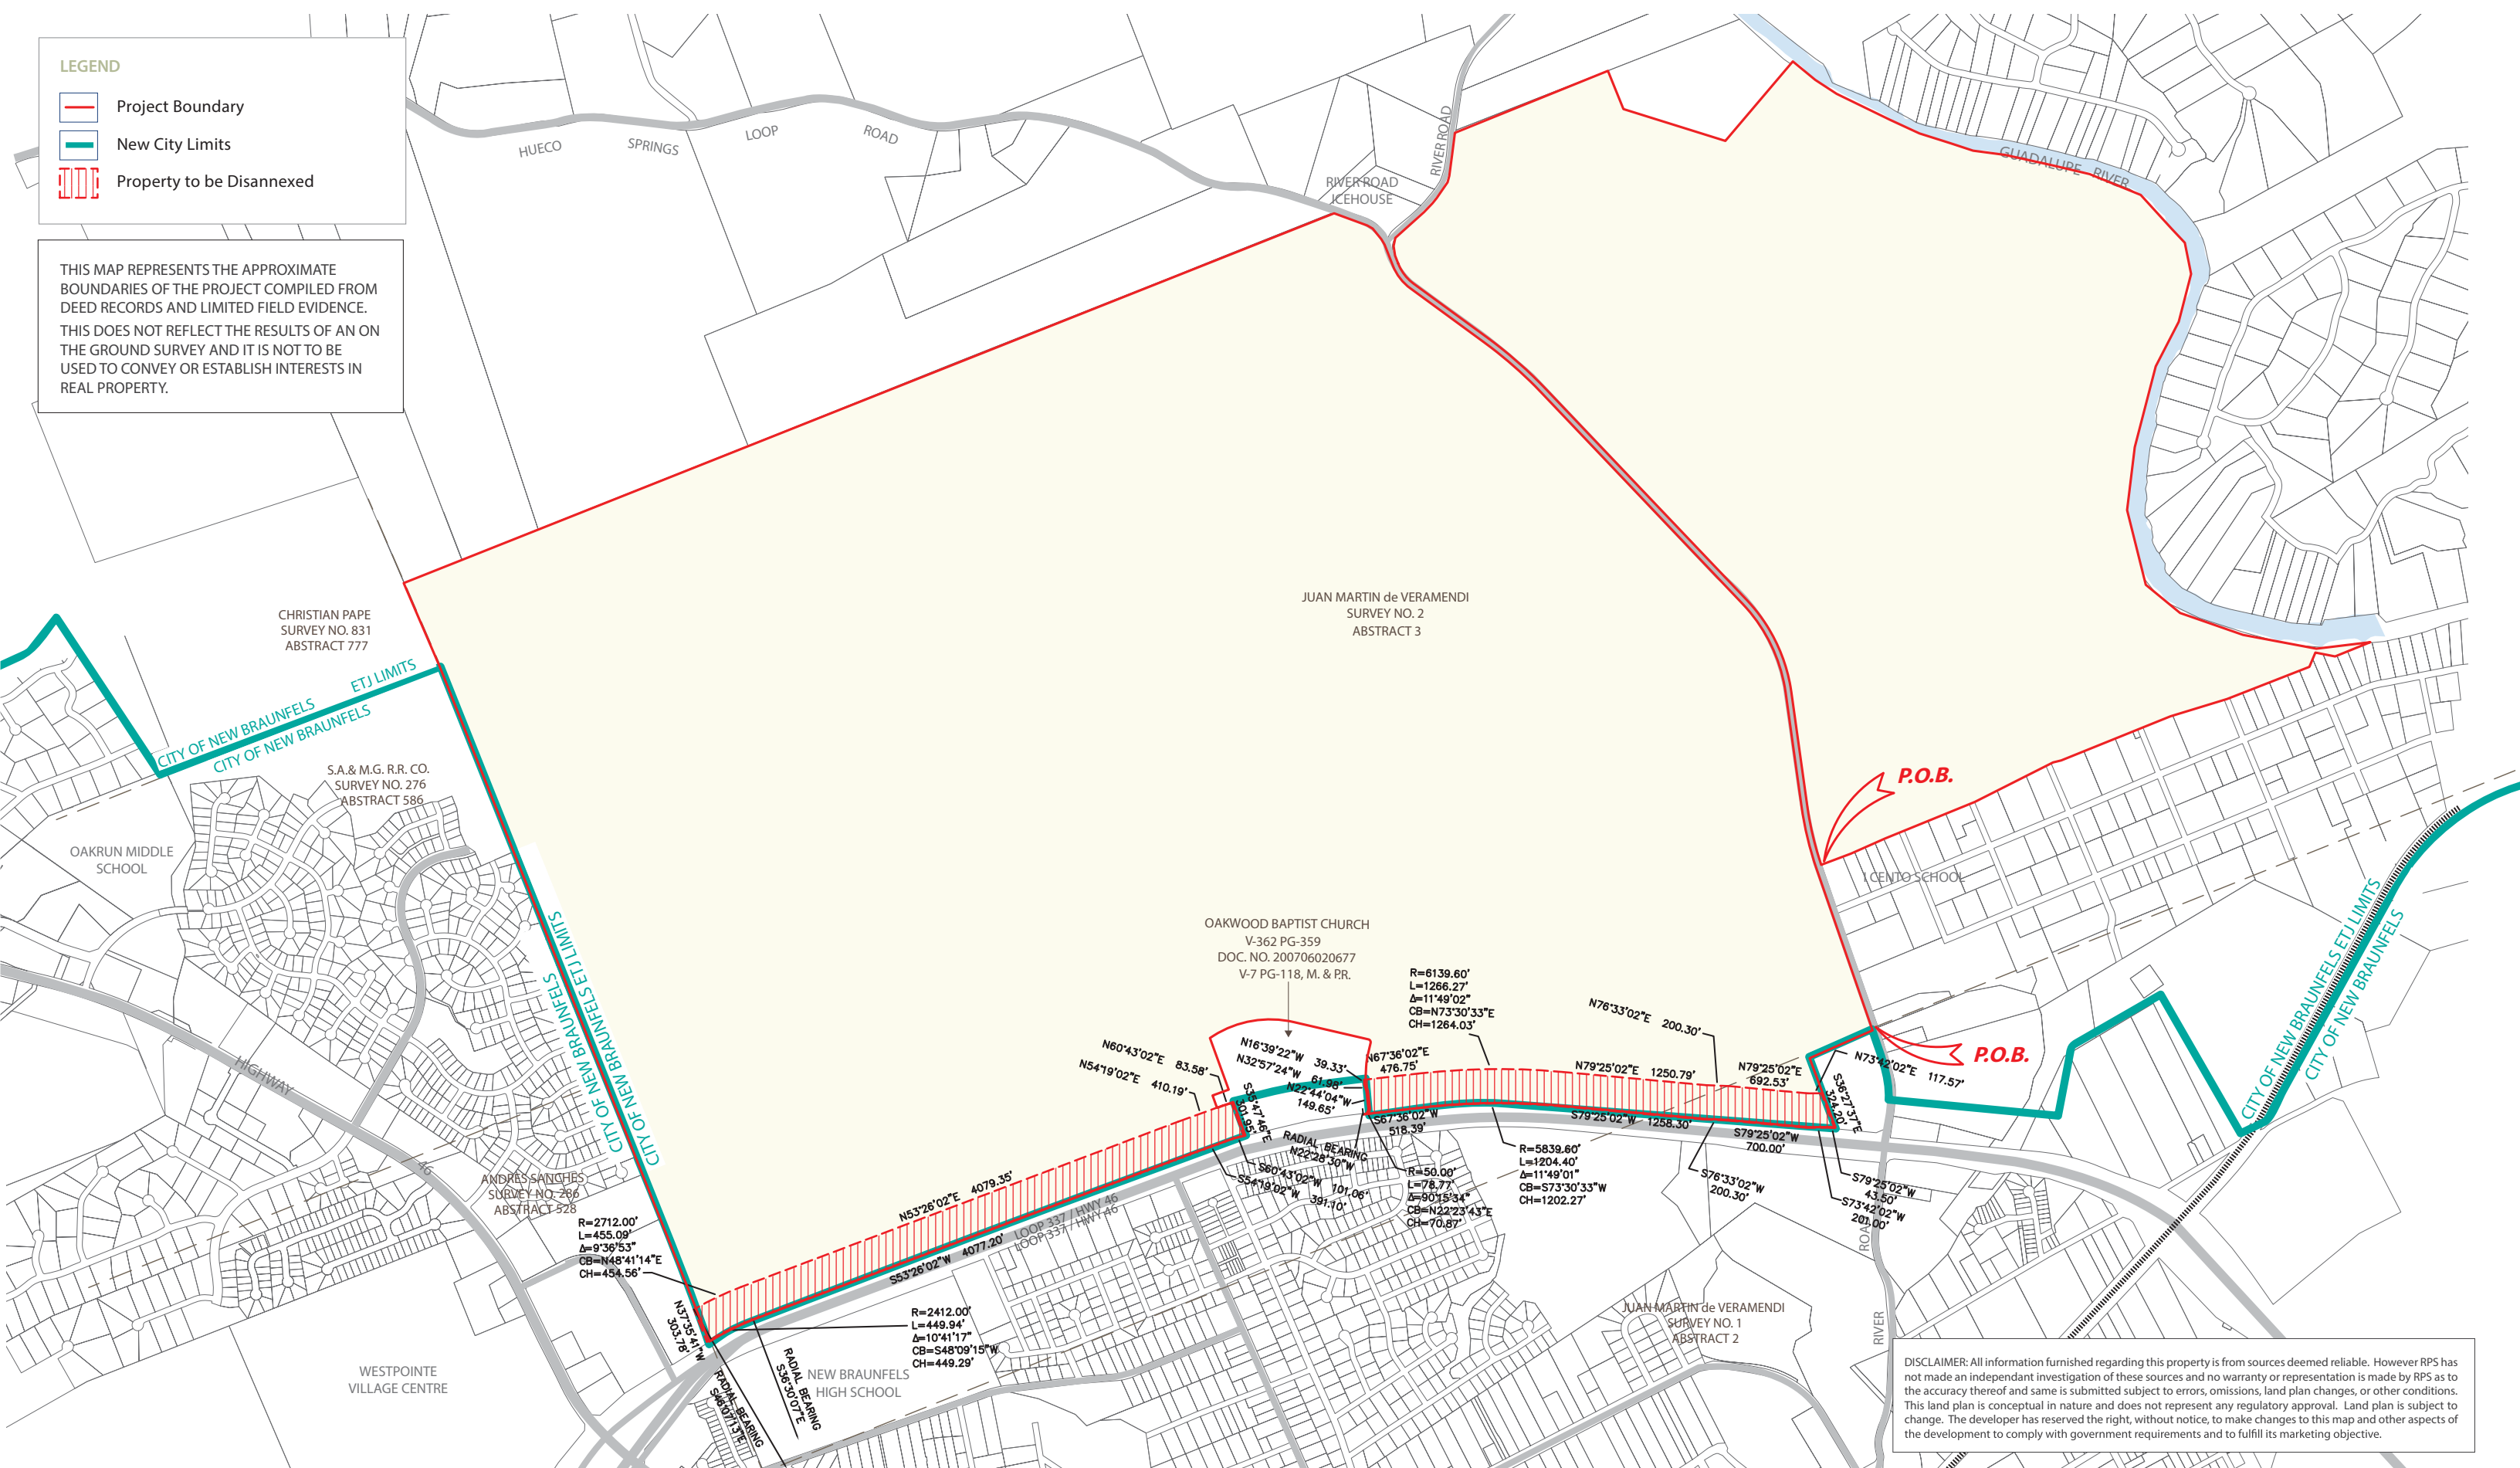 LEGEND
Project Boundary
New City Limits
Property to be Disannexed
THIS MAP REPRESENTS THE APPROXIMATE
BOUNDARIES OF THE PROJECT COMPILED FROM
DEED RECORDS AND LIMITED FIELD EVIDENCE.
THIS DOES NOT REFLECT THE RESULTS OF AN ON
THE GROUND SURVEY AND IT IS NOT TO BE
USED TO CONVEY OR ESTABLISH INTERESTS IN
REAL PROPERTY.
HUECO SPRINGS LOOP ROAD
RIVER ROAD
RIVER ROAD
ICEHOUSE
GUADALUPE RIVER
CHRISTIAN PAPE
SURVEY NO. 831
ABSTRACT 777
JUAN MARTIN de VERAMENDI
SURVEY NO. 2
ABSTRACT 3
CITY OF NEW BRAUNFELS ETJ LIMITS
CITY OF NEW BRAUNFELS
S.A.& M.G. R.R. CO.
SURVEY NO. 276
ABSTRACT 586
OAKRUN MIDDLE
SCHOOL
P.O.B.
CENTO SCHOOL
CITY OF NEW BRAUNFELS ETJ LIMITS
CITY OF NEW BRAUNFELS
CITY OF NEW BRAUNFELS ETJ LIMITS
CITY OF NEW BRAUNFELS
OAKWOOD BAPTIST CHURCH
V-362 PG-359
DOC. NO. 200706020677
V-7 PG-118, M. & P.R.
R=6139.60'
L=1266.27'
Δ=11°49'02"
CB=N73°30'33"E
CH=1264.03'
N76°33'02"E 200.30'
N60°43'02"E 83.58'
N54°19'02"E 410.19'
N16°39'22"W 39.33'
N32°57'24"W 61.98'
N22°44'04"W
149.65'
N67°36'02"E
476.75'
N79°25'02"E 1250.79'
N79°25'02"E
692.53'
P.O.B.
N73°42'02"E 117.57'
S36°27'37"E
324.20'
S35°47'46"E
301.95'
S67°36'02"W
518.39'
S79°25'02"W 1258.30'
S79°25'02"W
700.00'
RADIAL BEARING
N22°28'30"W
S60°43'02"W 101.06'
S54°19'02"W 391.10'
R=50.00'
L=78.77'
Δ=90°15'34"
CB=N22°23'43"E
CH=70.87'
R=5839.60'
L=1204.40'
Δ=11°49'01"
CB=S73°30'33"W
CH=1202.27'
S76°33'02"W
200.30'
S79°25'02"W
43.50'
S73°42'02"W
201.00'
HIGHWAY 46
ANDRES SANCHES
SURVEY NO. 286
ABSTRACT 528
N53°26'02"E 4079.35'
LOOP 337 / HWY 46
LOOP 337 / HWY 46
S53°26'02"W 4077.20'
R=2712.00'
L=455.09'
Δ=9°36'53"
CB=N48°41'14"E
CH=454.56'
N37°35'41"W
303.78'
R=2412.00'
L=449.94'
Δ=10°41'17"
CB=S48°09'15"W
CH=449.29'
RADIAL BEARING
S36°30'07"E
RADIAL BEARING
S46°07'13"E
NEW BRAUNFELS
HIGH SCHOOL
WESTPOINTE
VILLAGE CENTRE
RIVER ROAD
JUAN MARTIN de VERAMENDI
SURVEY NO. 1
ABSTRACT 2
DISCLAIMER: All information furnished regarding this property is from sources deemed reliable. However RPS has
not made an independant investigation of these sources and no warranty or representation is made by RPS as to
the accuracy thereof and same is submitted subject to errors, omissions, land plan changes, or other conditions.
This land plan is conceptual in nature and does not represent any regulatory approval. Land plan is subject to
change. The developer has reserved the right, without notice, to make changes to this map and other aspects of
the development to comply with government requirements and to fulfill its marketing objective.